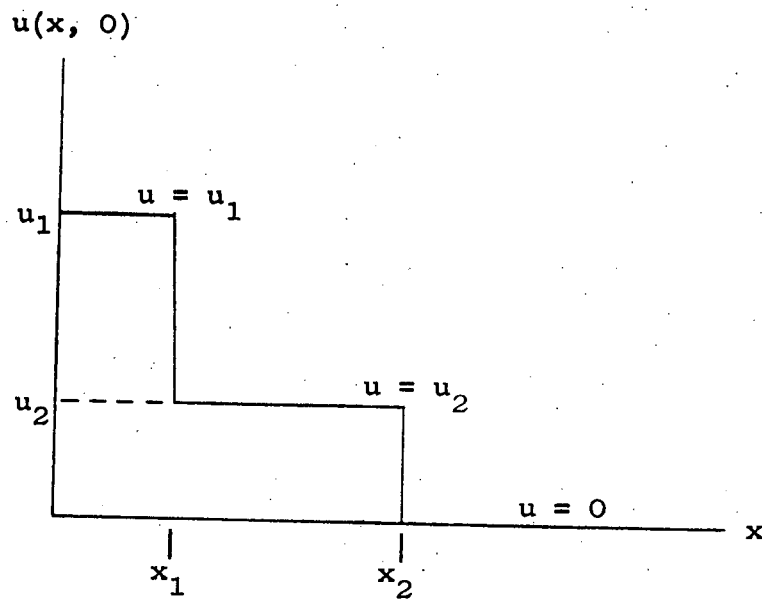 u(x, 0)
u = u₁
u₁
u = u₂
u₂
u = 0
x
x₁
x₂